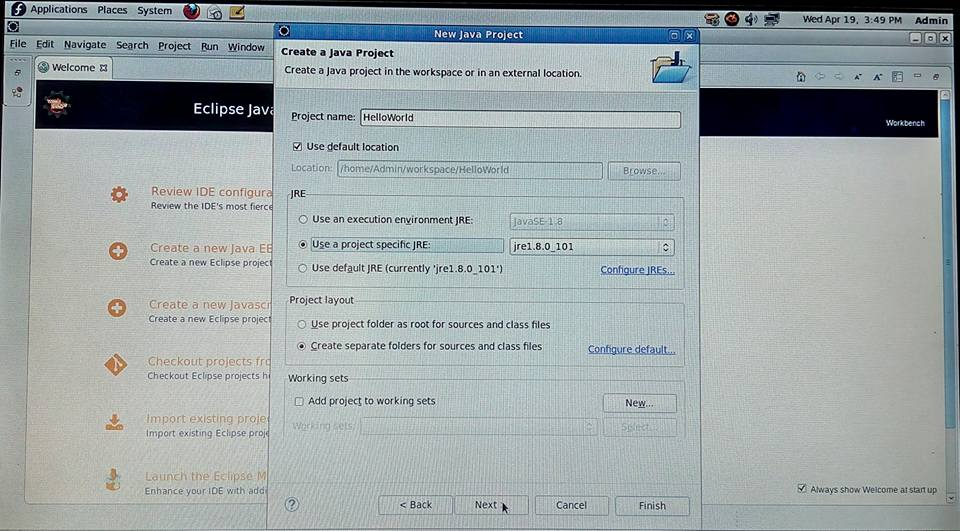 Applications Places System
Wed Apr 19, 3:49 PM Admin
File Edit Navigate Search Project Run Window
Welcome
Eclipse Java
Workbench
Review IDE configura
Review the IDE's most fierce
Create a new Java EE
Create a new Eclipse project
Create a new Javascr
Create a new Eclipse project
Checkout projects fro
Checkout Eclipse projects h
Import existing proje
Import existing Eclipse proje
Launch the Eclipse M
Enhance your IDE with addi
Always show Welcome at start up
New Java Project
Create a Java Project
Create a Java project in the workspace or in an external location.
Project name: HelloWorld
Use default location
Location: /home/Admin/workspace/HelloWorld Browse...
JRE
Use an execution environment JRE: JavaSE-1.8
Use a project specific JRE: jre1.8.0_101
Use default JRE (currently 'jre1.8.0_101') Configure JREs...
Project layout
Use project folder as root for sources and class files
Create separate folders for sources and class files Configure default...
Working sets
Add project to working sets New...
Working sets: Select...
? < Back Next Cancel Finish